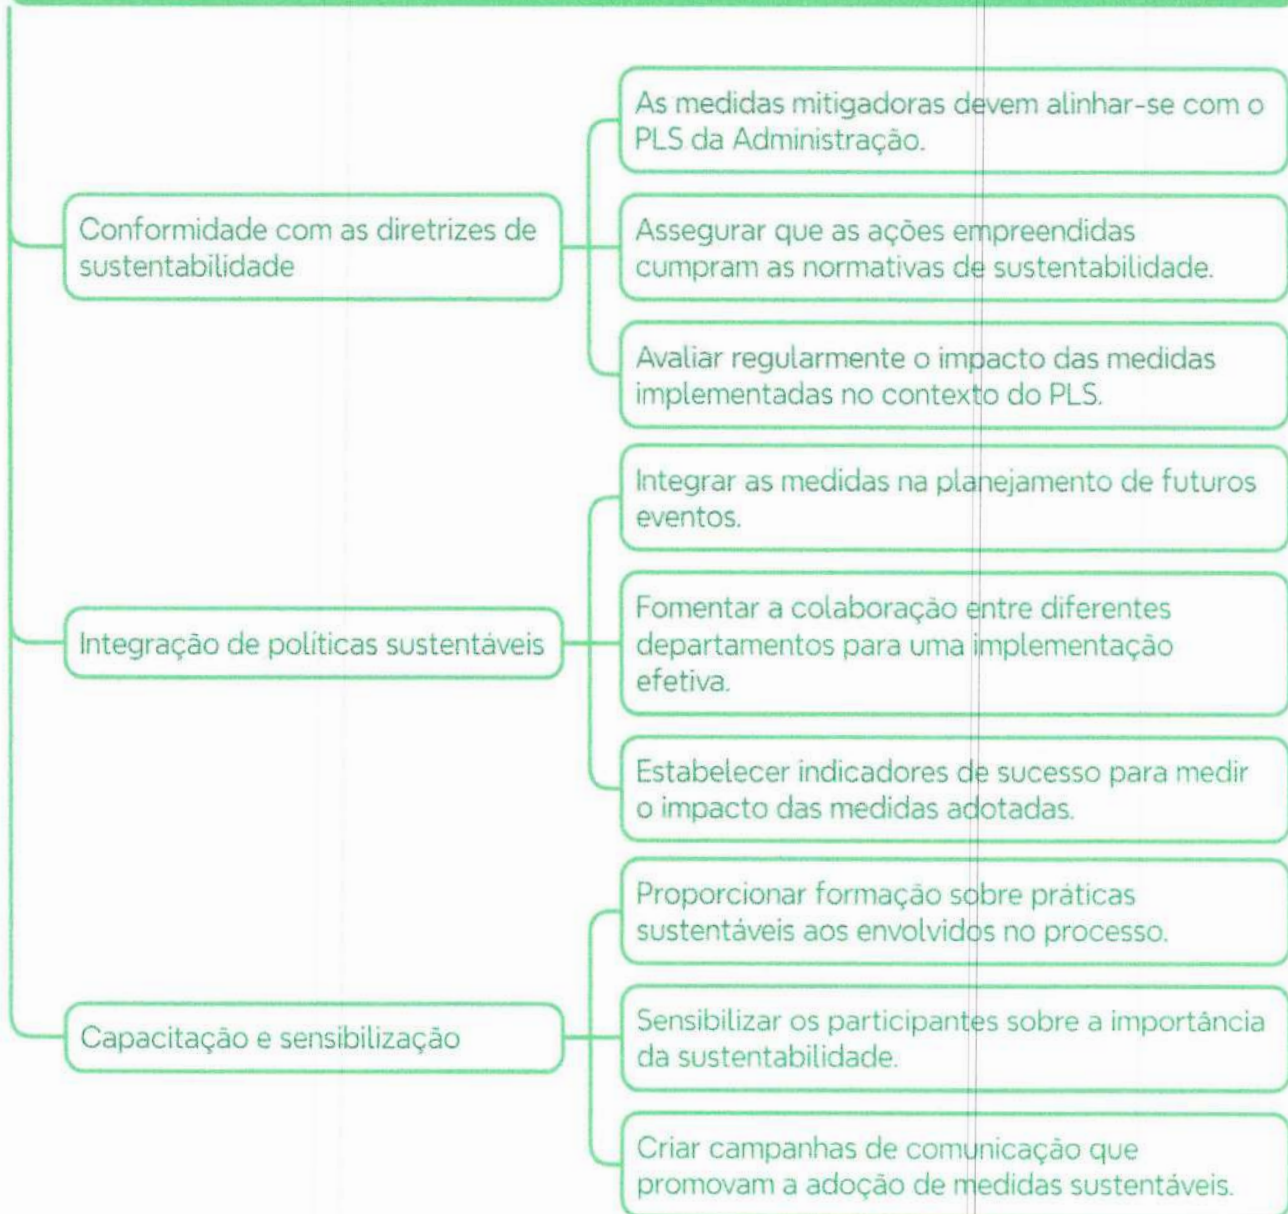 As medidas mitigadoras devem alinhar-se com o
PLS da Administração.
Conformidade com as diretrizes de
sustentabilidade
Assegurar que as ações empreendidas
cumpram as normativas de sustentabilidade.
Avaliar regularmente o impacto das medidas
implementadas no contexto do PLS.
Integrar as medidas na planejamento de futuros
eventos.
Integração de políticas sustentáveis
Fomentar a colaboração entre diferentes
departamentos para uma implementação
efetiva.
Estabelecer indicadores de sucesso para medir
o impacto das medidas adotadas.
Proporcionar formação sobre práticas
sustentáveis aos envolvidos no processo.
Capacitação e sensibilização
Sensibilizar os participantes sobre a importância
da sustentabilidade.
Criar campanhas de comunicação que
promovam a adoção de medidas sustentáveis.